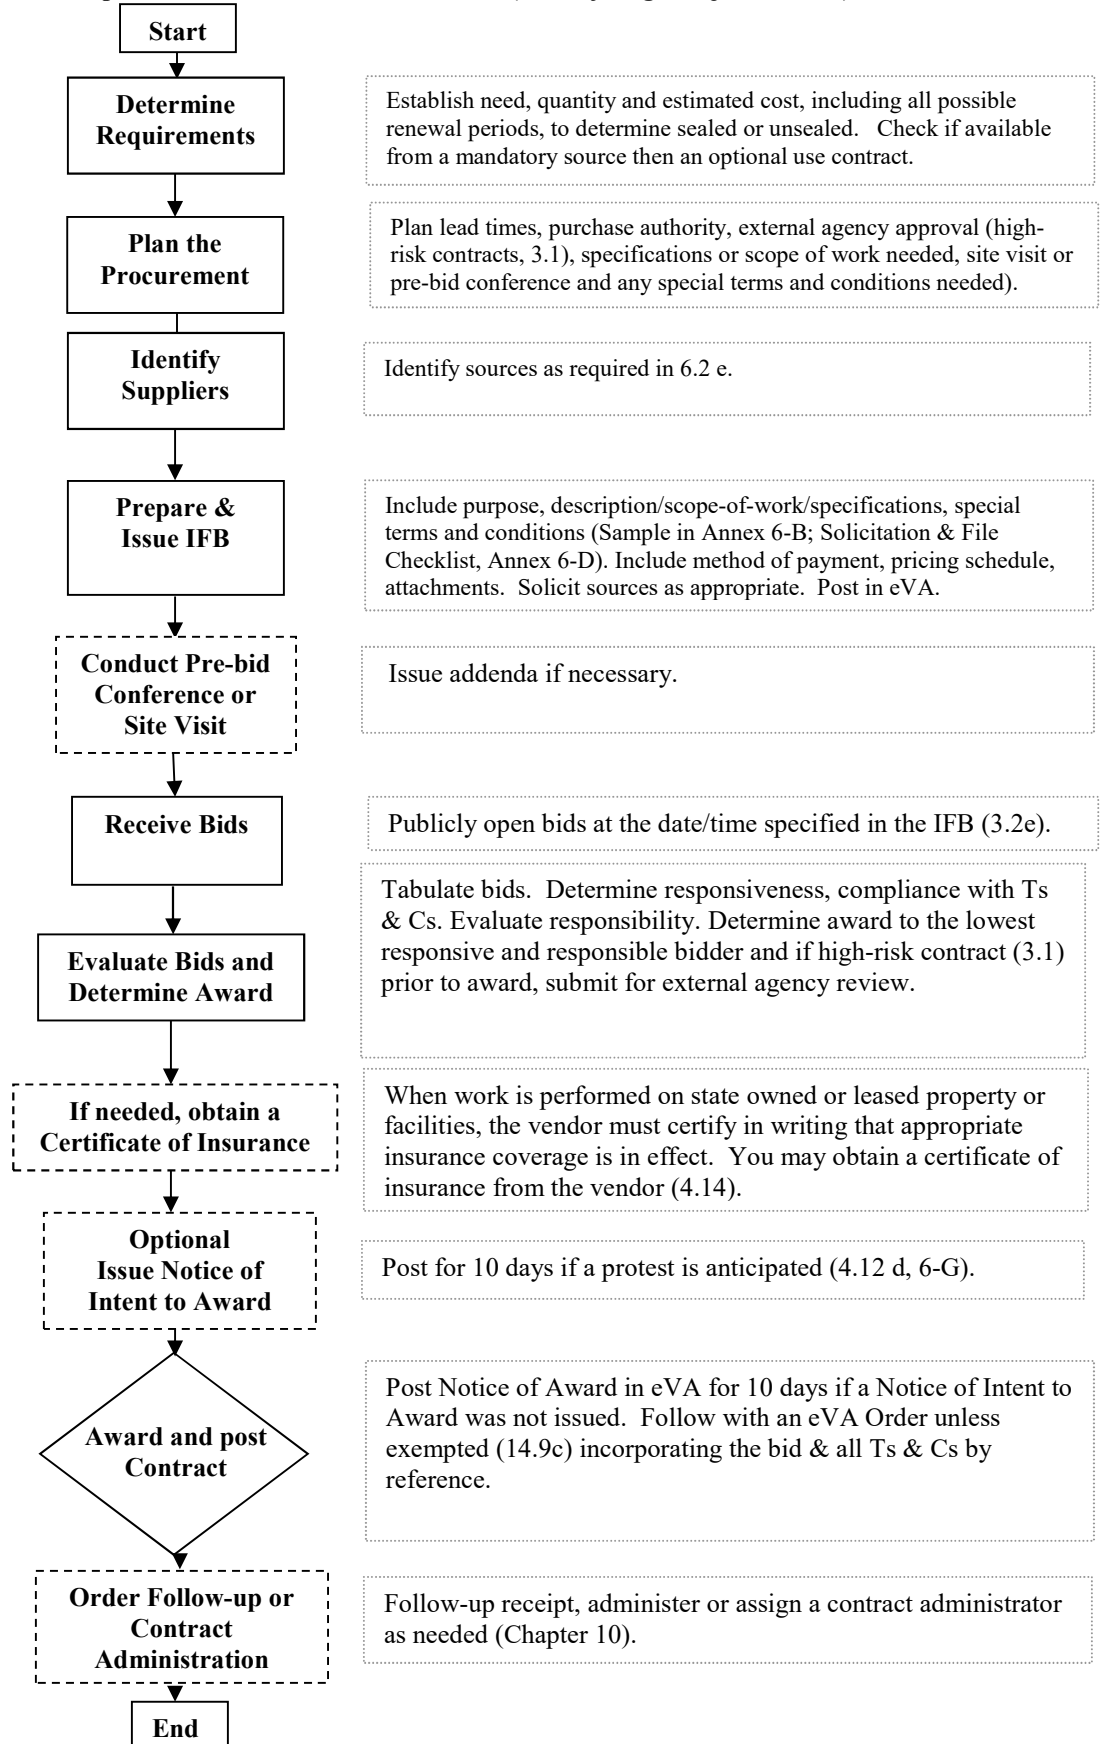 Start
Determine
Requirements
Establish need, quantity and estimated cost, including all possible
renewal periods, to determine sealed or unsealed. Check if available
from a mandatory source then an optional use contract.
Plan the
Procurement
Plan lead times, purchase authority, external agency approval (high-
risk contracts, 3.1), specifications or scope of work needed, site visit or
pre-bid conference and any special terms and conditions needed).
Identify
Suppliers
Identify sources as required in 6.2 e.
Prepare &
Issue IFB
Include purpose, description/scope-of-work/specifications, special
terms and conditions (Sample in Annex 6-B; Solicitation & File
Checklist, Annex 6-D). Include method of payment, pricing schedule,
attachments. Solicit sources as appropriate. Post in eVA.
Conduct Pre-bid
Conference or
Site Visit
Issue addenda if necessary.
Receive Bids
Publicly open bids at the date/time specified in the IFB (3.2e).
Evaluate Bids and
Determine Award
Tabulate bids. Determine responsiveness, compliance with Ts
& Cs. Evaluate responsibility. Determine award to the lowest
responsive and responsible bidder and if high-risk contract (3.1)
prior to award, submit for external agency review.
If needed, obtain a
Certificate of Insurance
When work is performed on state owned or leased property or
facilities, the vendor must certify in writing that appropriate
insurance coverage is in effect. You may obtain a certificate of
insurance from the vendor (4.14).
Optional
Issue Notice of
Intent to Award
Post for 10 days if a protest is anticipated (4.12 d, 6-G).
Award and post
Contract
Post Notice of Award in eVA for 10 days if a Notice of Intent to
Award was not issued. Follow with an eVA Order unless
exempted (14.9c) incorporating the bid & all Ts & Cs by
reference.
Order Follow-up or
Contract
Administration
Follow-up receipt, administer or assign a contract administrator
as needed (Chapter 10).
End